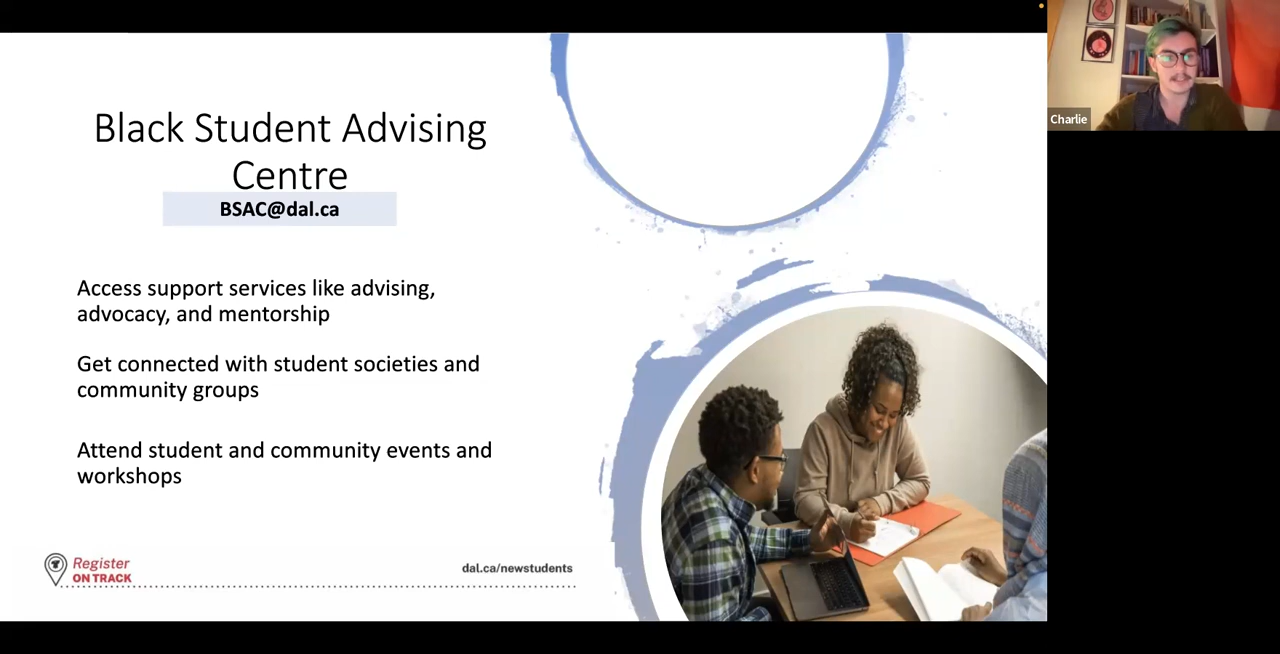 Black Student Advising
Centre
BSAC@dal.ca
Access support services like advising,
advocacy, and mentorship
Get connected with student societies and
community groups
Attend student and community events and
workshops
Register
ON TRACK
dal.ca/newstudents
Charlie